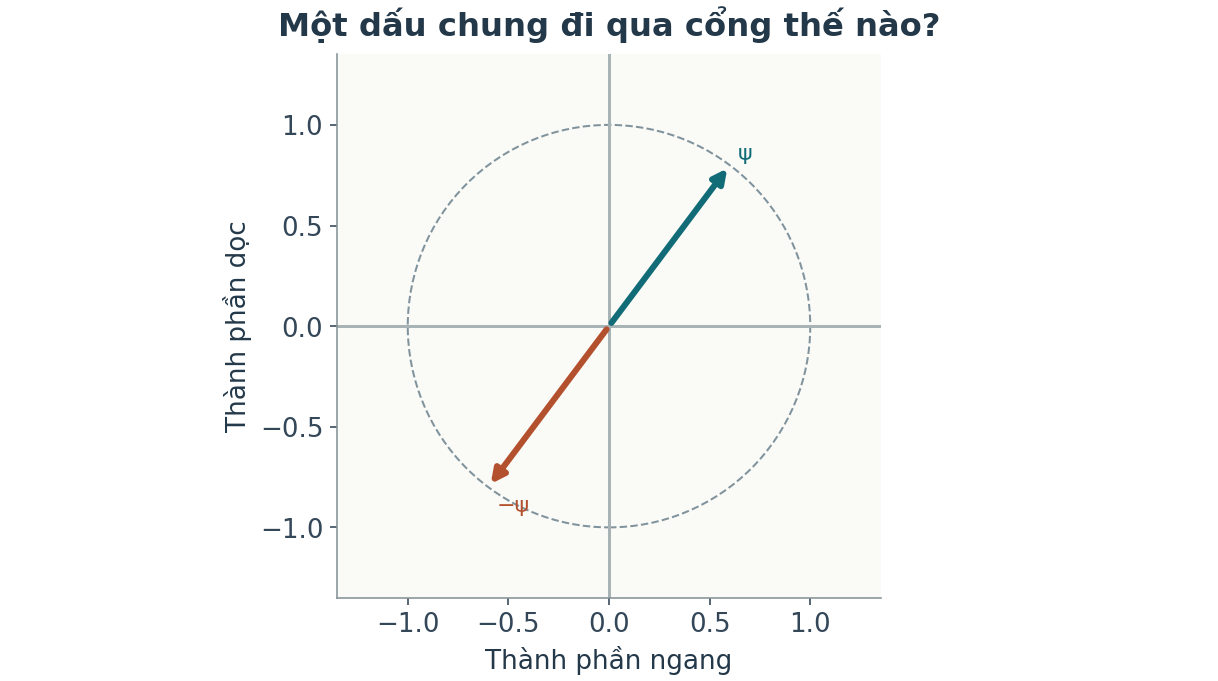 Một dấu chung đi qua cổng thế nào?
Thành phần dọc
1.0
0.5
0.0
−0.5
−1.0
ψ
−ψ
−1.0 −0.5 0.0 0.5 1.0
Thành phần ngang